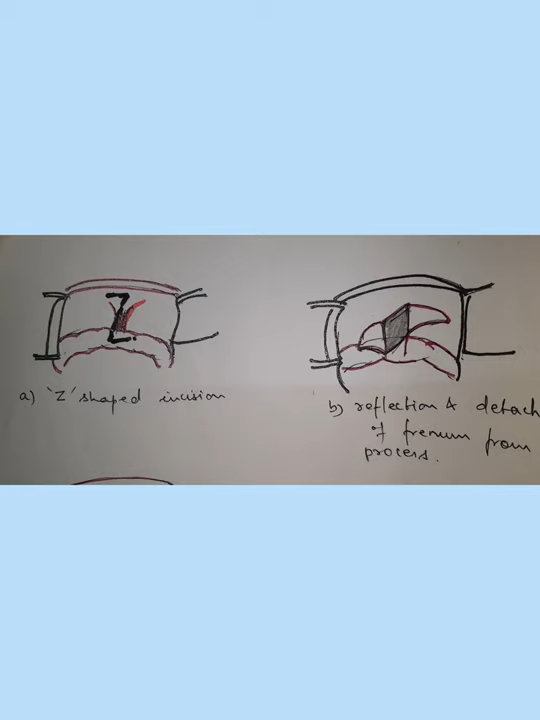 Z
a) 'Z' shaped incision
b) reflection & detach
of frenum from
process.